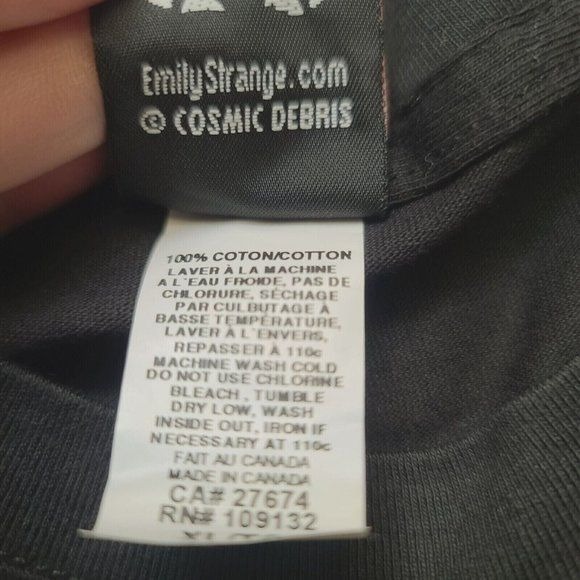 EmilyStrange.com
© COSMIC DEBRIS
100% COTON/COTTON
LAVER À LA MACHINE
A L'EAU FROIDE, PAS DE
CHLORURE, SÉCHAGE
PAR CULBUTAGE À
BASSE TEMPÉRATURE,
LAVER À L'ENVERS,
REPASSER À 110c
MACHINE WASH COLD
DO NOT USE CHLORINE
BLEACH, TUMBLE
DRY LOW, WASH
INSIDE OUT, IRON IF
NECESSARY AT 110c
FAIT AU CANADA
MADE IN CANADA
CA# 27674
RN# 109132